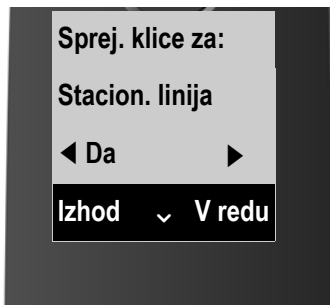 Sprej. klice za:
Stacion. linija
◀ Da ▶
Izhod ⌄ V redu